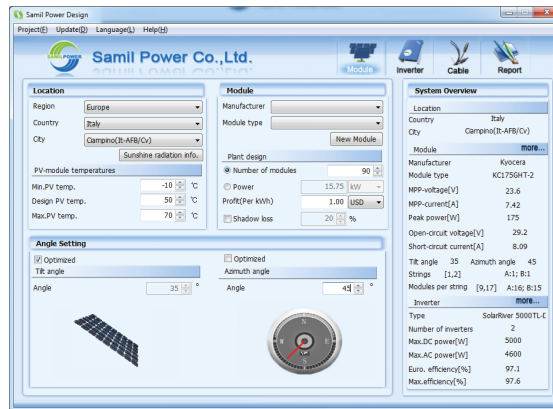 Samil Power Design
Project(F) Update(D) Language(L) Help(H)
SAMIL POWER
Samil Power Co.,Ltd.
Module Inverter Cable Report
Location
Region Europe
Country Italy
City Ciampino(It-AFB/Cv)
Sunshine radiation info.
PV-module temperatures
Min.PV temp. -10 ℃
Design PV temp. 50 ℃
Max.PV temp. 70 ℃
Module
Manufacturer
Module type
New Module
Plant design
Number of modules 90
Power 15.75 kW
Profit(Per kWh) 1.00 USD
Shadow loss 20 %
Angle Setting
Optimized
Tilt angle
Angle 35 °
Optimized
Azimuth angle
Angle 45 °
N
W E
S
System Overview
Location
Country Italy
City Ciampino(It-AFB/Cv)
Module more...
Manufacturer Kyocera
Module type KC175GHT-2
MPP-voltage[V] 23.6
MPP-current[A] 7.42
Peak power[W] 175
Open-circuit voltage[V] 29.2
Short-circuit current[A] 8.09
Tilt angle 35 Azimuth angle 45
Strings [1,2] A:1; B:1
Modules per string [9,17] A:16; B:15
Inverter more...
Type SolarRiver 5000TL-D
Number of inverters 2
Max.DC power[W] 5000
Max.AC power[W] 4600
Euro. efficiency[%] 97.1
Max.efficiency[%] 97.6